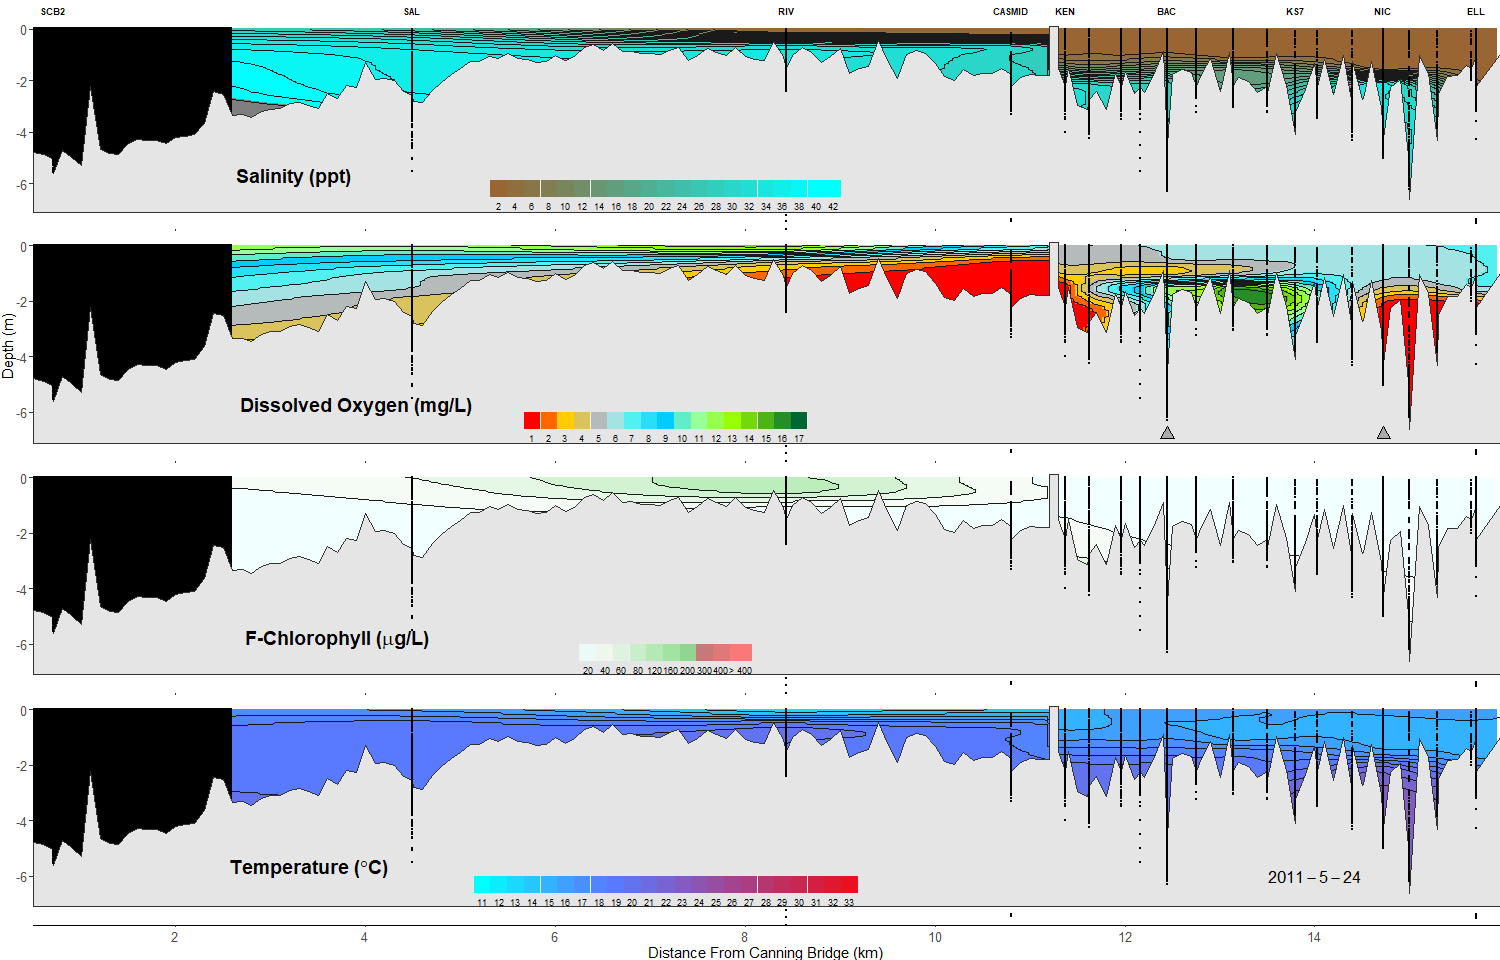 SCB2 SAL RIV CASMID KEN BAC KS7 NIC ELL
0
-2
-4
-6
Salinity (ppt)
2 4 6 8 10 12 14 16 18 20 22 24 26 28 30 32 34 36 38 40 42
0
-2
-4
-6
Depth (m)
Dissolved Oxygen (mg/L)
1 2 3 4 5 6 7 8 9 10 11 12 13 14 15 16 17
0
-2
-4
-6
F-Chlorophyll (μg/L)
20 40 60 80 120 160 200 300 400 > 400
0
-2
-4
-6
Temperature (°C)
2011 – 5 – 24
11 12 13 14 15 16 17 18 19 20 21 22 23 24 25 26 27 28 29 30 31 32 33
2 4 6 8 10 12 14
Distance From Canning Bridge (km)